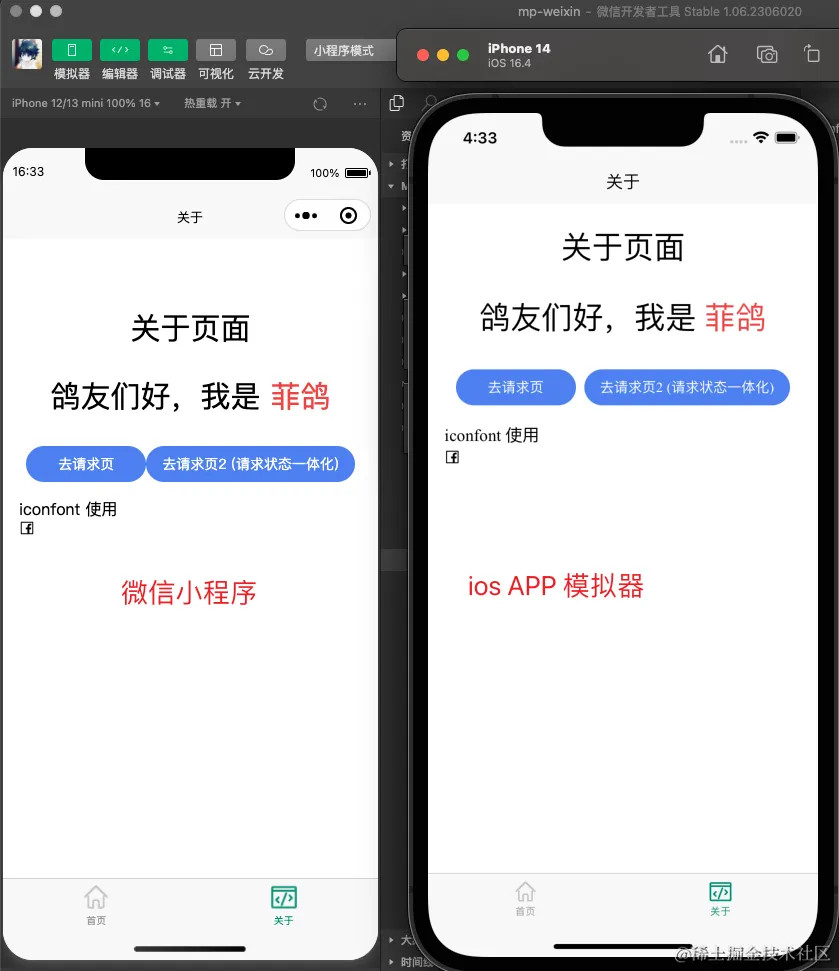 mp-weixin – 微信开发者工具 Stable 1.06.2306020
模拟器 编辑器 调试器 可视化 云开发
小程序模式
iPhone 12/13 mini 100% 16
热重载 开
16:33
100%
关于
关于页面
鸽友们好，我是 菲鸽
去请求页
去请求页2 (请求状态一体化)
iconfont 使用
微信小程序
首页
关于
iPhone 14
iOS 16.4
4:33
关于
关于页面
鸽友们好，我是 菲鸽
去请求页
去请求页2 (请求状态一体化)
iconfont 使用
ios APP 模拟器
首页
关于
时间线
@稀土掘金技术社区